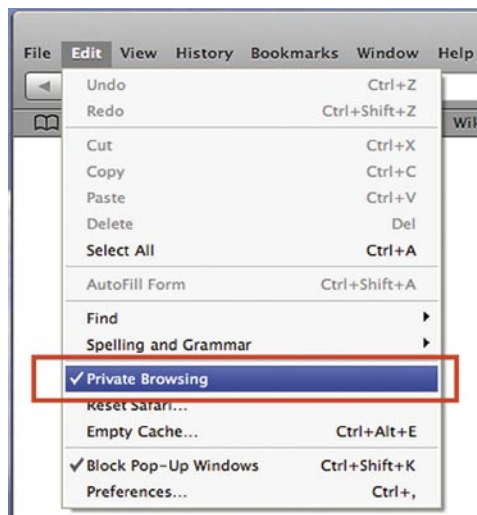 File Edit View History Bookmarks Window Help
Undo Ctrl+Z
Redo Ctrl+Shift+Z
Cut Ctrl+X
Copy Ctrl+C
Paste Ctrl+V
Delete Del
Select All Ctrl+A
AutoFill Form Ctrl+Shift+A
Find
Spelling and Grammar
Private Browsing
Reset Safari...
Empty Cache... Ctrl+Alt+E
Block Pop-Up Windows Ctrl+Shift+K
Preferences... Ctrl+,